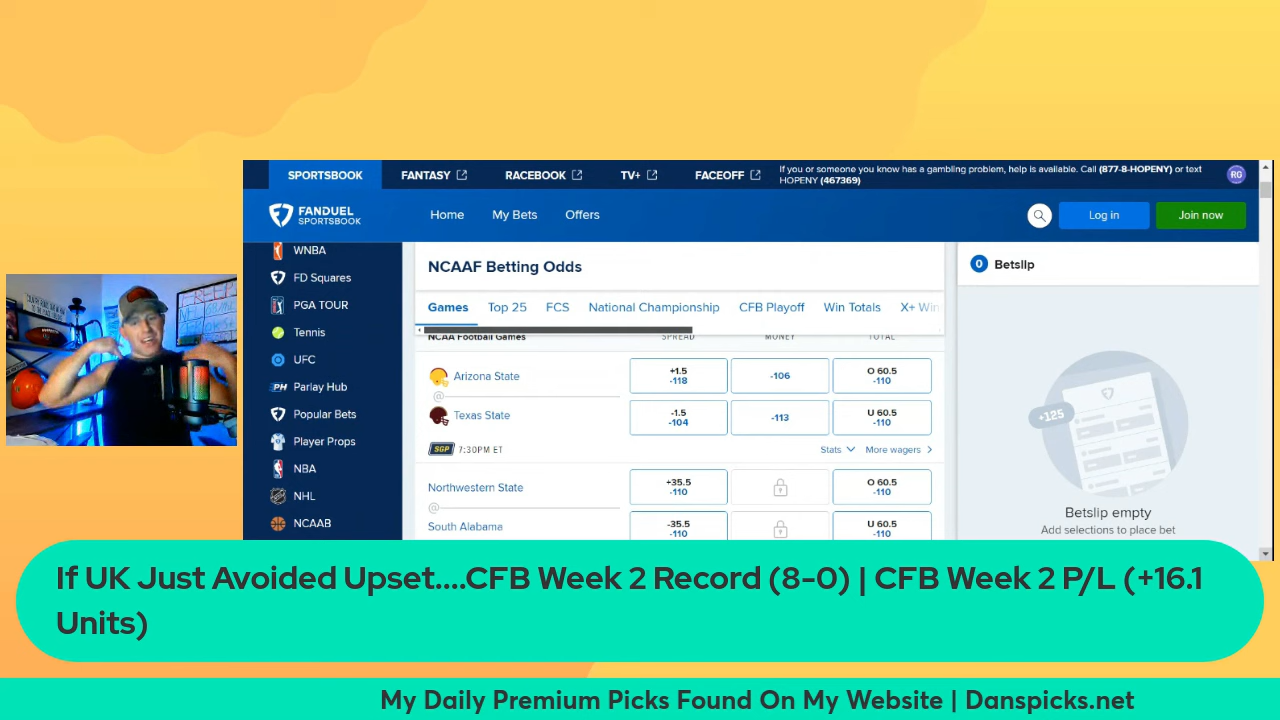 SPORTSBOOK
FANTASY
RACEBOOK
TV+
FACEOFF
If you or someone you know has a gambling problem, help is available. Call (877-8-HOPENY) or text
HOPENY (467369)
RG
FANDUEL
SPORTSBOOK
Home
My Bets
Offers
Log in
Join now
WNBA
FD Squares
PGA TOUR
Tennis
UFC
PH Parlay Hub
Popular Bets
Player Props
NBA
NHL
NCAAB
NCAAF Betting Odds
Games
Top 25
FCS
National Championship
CFB Playoff
Win Totals
X+ Win
NCAA Football Games
SPREAD
MONEY
TOTAL
Arizona State
+1.5
-118
-106
O 60.5
-110
@
Texas State
-1.5
-104
-113
U 60.5
-110
SGP 7:30PM ET
Stats
More wagers
Northwestern State
+35.5
-110
O 60.5
-110
@
South Alabama
-35.5
-110
U 60.5
-110
0 Betslip
+125
Betslip empty
Add selections to place bet
If UK Just Avoided Upset....CFB Week 2 Record (8-0) | CFB Week 2 P/L (+16.1
Units)
My Daily Premium Picks Found On My Website | Danspicks.net